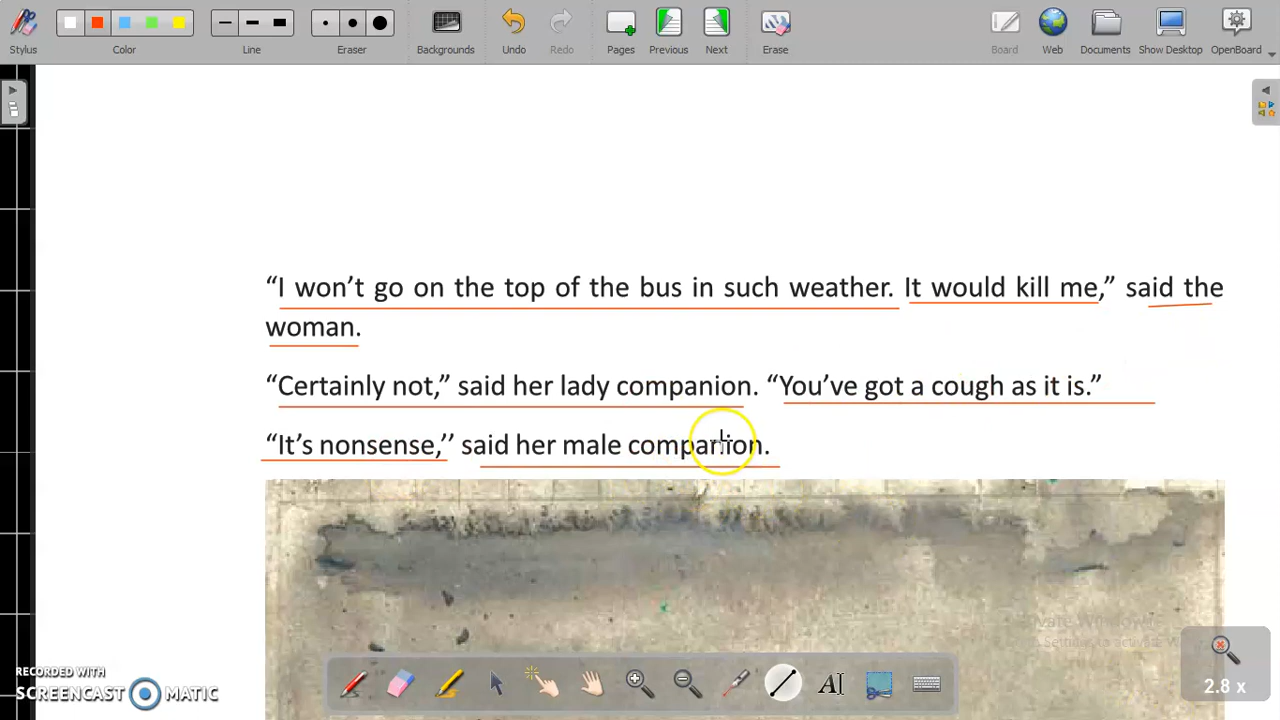 Stylus Color Line Eraser Backgrounds Undo Redo Pages Previous Next Erase Board Web Documents Show Desktop OpenBoard
“I won’t go on the top of the bus in such weather. It would kill me,” said the
woman.
“Certainly not,” said her lady companion. “You’ve got a cough as it is.”
“It’s nonsense,’’ said her male companion.
RECORDED WITH
SCREENCAST MATIC
2.8 x